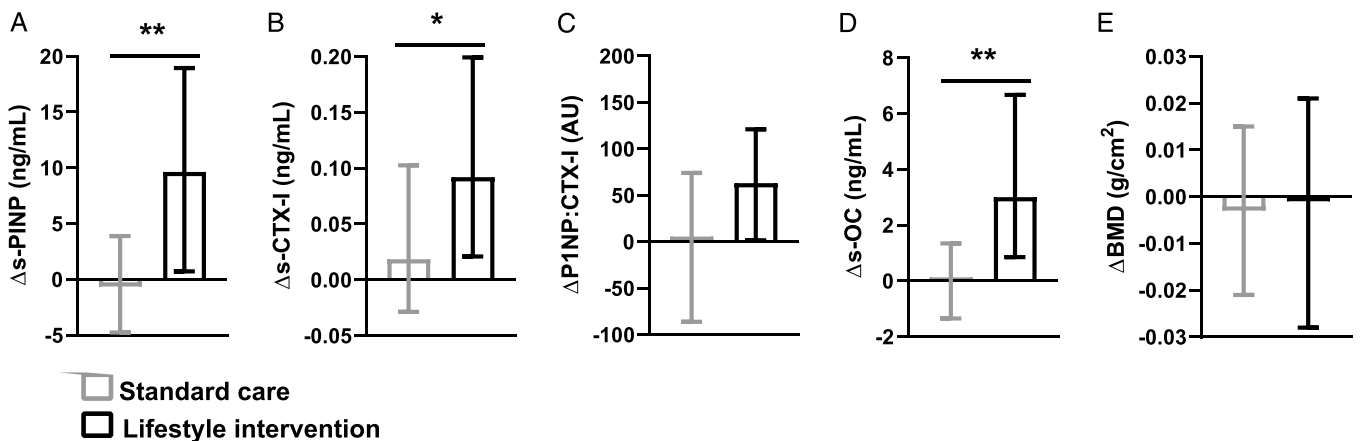 A
**
20
15
10
5
0
-5
Δs-PINP (ng/mL)
B
*
0.20
0.15
0.10
0.05
0.00
-0.05
Δs-CTX-I (ng/mL)
C
200
150
100
50
0
-50
-100
ΔP1NP:CTX-I (AU)
D
**
8
6
4
2
0
-2
Δs-OC (ng/mL)
E
0.03
0.02
0.01
0.00
-0.01
-0.02
-0.03
ΔBMD (g/cm²)
Standard care
Lifestyle intervention